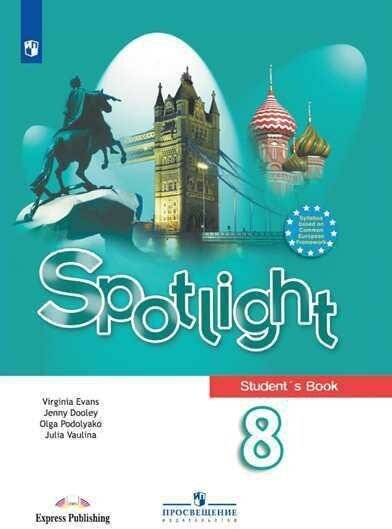 Syllabus
based on
Common
European
Framework
Spotlight
Student´s Book
Virginia Evans
Jenny Dooley
Olga Podolyako
Julia Vaulina
8
Express Publishing
ПРОСВЕЩЕНИЕ
ИЗДАТЕЛЬСТВО